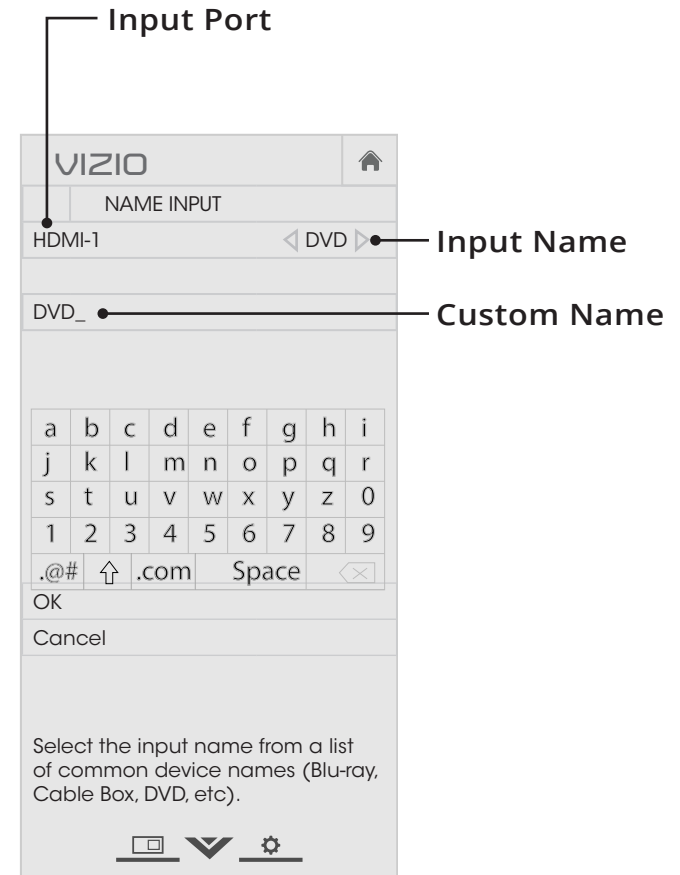 Input Port
VIZIO
NAME INPUT
HDMI-1 DVD Input Name
DVD_ Custom Name
a b c d e f g h i
j k l m n o p q r
s t u v w x y z 0
1 2 3 4 5 6 7 8 9
.@# .com Space
OK
Cancel
Select the input name from a list
of common device names (Blu-ray,
Cable Box, DVD, etc).